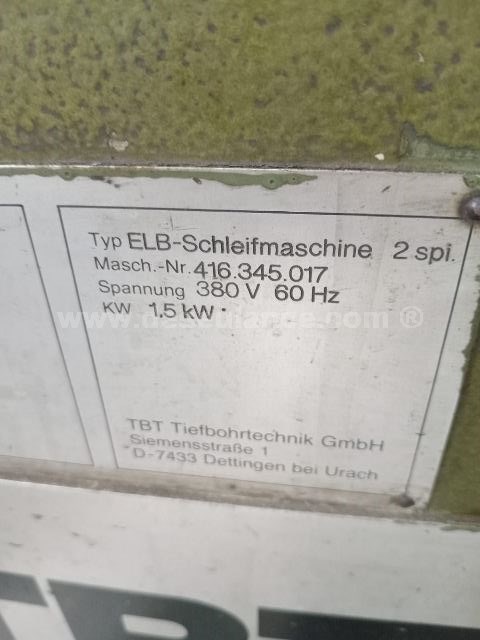 Typ ELB-Schleifmaschine 2 spi.
Masch.-Nr. 416.345.017
Spannung 380 V 60 Hz
KW 1.5 kW
TBT Tiefbohrtechnik GmbH
Siemensstraße 1
D-7433 Dettingen bei Urach